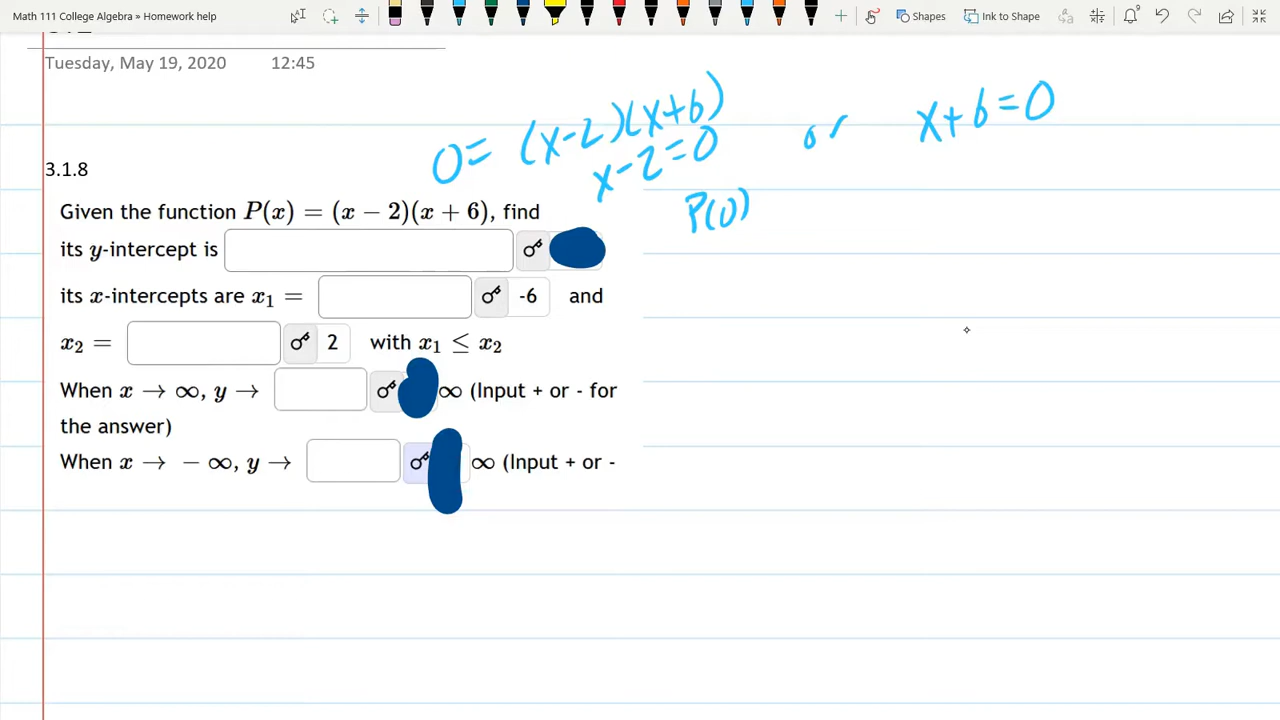 Math 111 College Algebra » Homework help
Shapes
Ink to Shape
Tuesday, May 19, 2020 12:45
0 = (x-2)(x+6)
x-2=0 or x+6=0
P(0)
3.1.8
Given the function P(x) = (x − 2)(x + 6), find
its y-intercept is
its x-intercepts are x₁ = -6 and
x₂ = 2 with x₁ ≤ x₂
When x → ∞, y → ∞ (Input + or - for
the answer)
When x → − ∞, y → ∞ (Input + or -